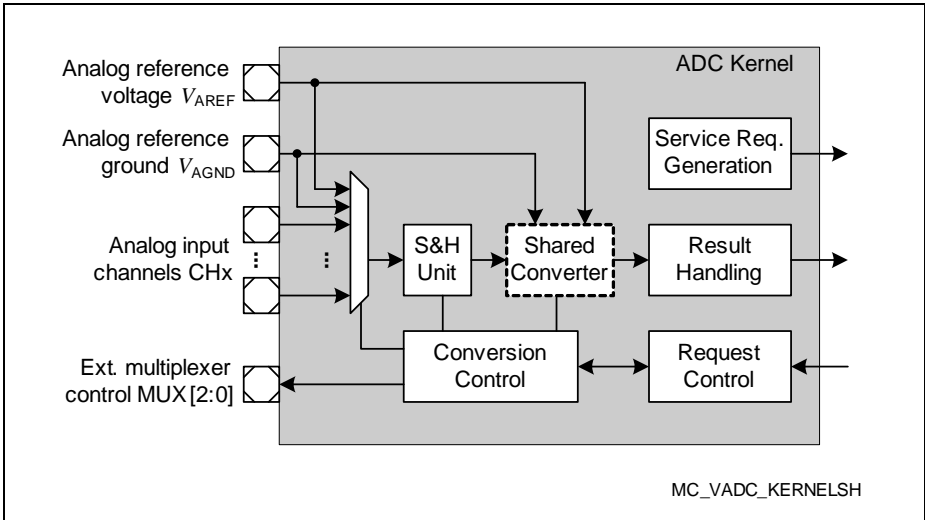 Analog reference
voltage VAREF
ADC Kernel
Analog reference
ground VAGND
Service Req.
Generation
Analog input
channels CHx
...
...
S&H
Unit
Shared
Converter
Result
Handling
Ext. multiplexer
control MUX[2:0]
Conversion
Control
Request
Control
MC_VADC_KERNELSH